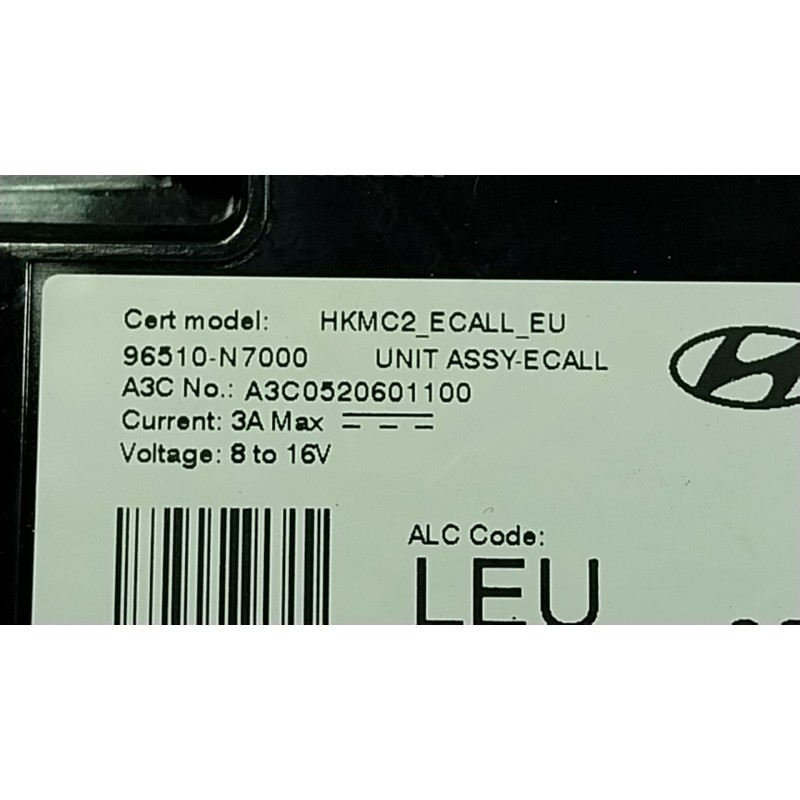 Cert model: HKMC2_ECALL_EU
96510-N7000 UNIT ASSY-ECALL
A3C No.: A3C0520601100
Current: 3A Max
Voltage: 8 to 16V
ALC Code:
LEU